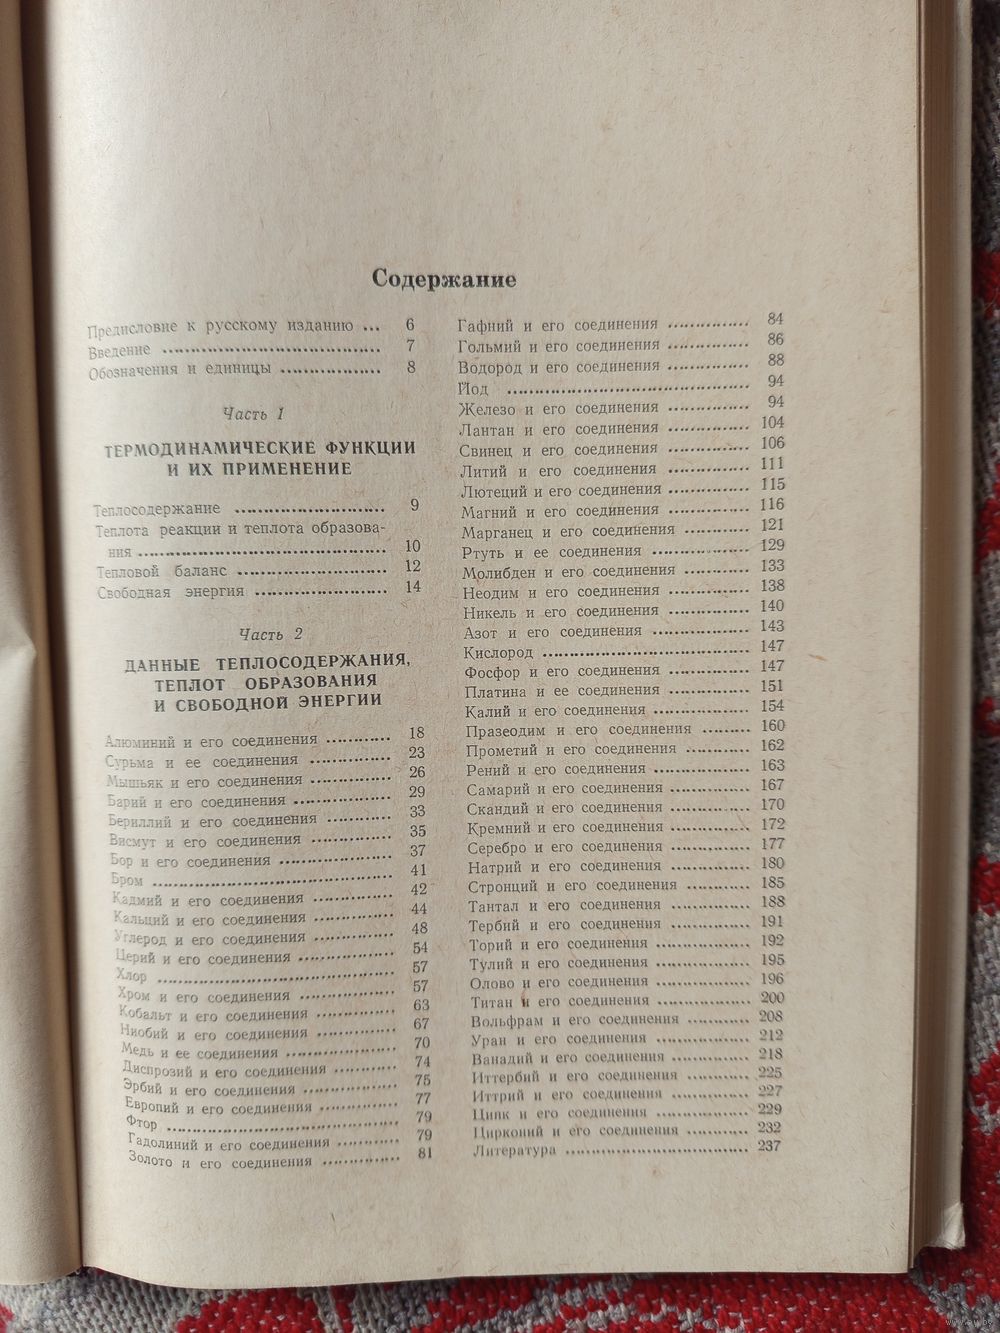 Содержание
Предисловие к русскому изданию ... 6
Введение ........ 7
Обозначения и единицы ........ 8
Часть 1
ТЕРМОДИНАМИЧЕСКИЕ ФУНКЦИИ
И ИХ ПРИМЕНЕНИЕ
Теплосодержание ........ 9
Теплота реакции и теплота образова-
ния ........ 10
Тепловой баланс ........ 12
Свободная энергия ........ 14
Часть 2
ДАННЫЕ ТЕПЛОСОДЕРЖАНИЯ,
ТЕПЛОТ ОБРАЗОВАНИЯ
И СВОБОДНОЙ ЭНЕРГИИ
Алюминий и его соединения ........ 18
Сурьма и ее соединения ........ 23
Мышьяк и его соединения ........ 26
Барий и его соединения ........ 29
Бериллий и его соединения ........ 33
Висмут и его соединения ........ 35
Бор и его соединения ........ 37
Бром ........ 41
Кадмий и его соединения ........ 42
Кальций и его соединения ........ 44
Углерод и его соединения ........ 48
Церий и его соединения ........ 54
Хлор ........ 57
Хром и его соединения ........ 57
Кобальт и его соединения ........ 63
Ниобий и его соединения ........ 67
Медь и ее соединения ........ 70
Диспрозий и его соединения ........ 74
Эрбий и его соединения ........ 75
Европий и его соединения ........ 77
Фтор ........ 79
Гадолиний и его соединения ........ 79
Золото и его соединения ........ 81
Гафний и его соединения ........ 84
Гольмий и его соединения ........ 86
Водород и его соединения ........ 88
Йод ........ 94
Железо и его соединения ........ 94
Лантан и его соединения ........ 104
Свинец и его соединения ........ 106
Литий и его соединения ........ 111
Лютеций и его соединения ........ 115
Магний и его соединения ........ 116
Марганец и его соединения ........ 121
Ртуть и ее соединения ........ 129
Молибден и его соединения ........ 133
Неодим и его соединения ........ 138
Никель и его соединения ........ 140
Азот и его соединения ........ 143
Кислород ........ 147
Фосфор и его соединения ........ 147
Платина и ее соединения ........ 151
Калий и его соединения ........ 154
Празеодим и его соединения ........ 160
Прометий и его соединения ........ 162
Рений и его соединения ........ 163
Самарий и его соединения ........ 167
Скандий и его соединения ........ 170
Кремний и его соединения ........ 172
Серебро и его соединения ........ 177
Натрий и его соединения ........ 180
Стронций и его соединения ........ 185
Тантал и его соединения ........ 188
Тербий и его соединения ........ 191
Торий и его соединения ........ 192
Тулий и его соединения ........ 195
Олово и его соединения ........ 196
Титан и его соединения ........ 200
Вольфрам и его соединения ........ 208
Уран и его соединения ........ 212
Ванадий и его соединения ........ 218
Иттербий и его соединения ........ 225
Иттрий и его соединения ........ 227
Цинк и его соединения ........ 229
Цирконий и его соединения ........ 232
Литература ........ 237